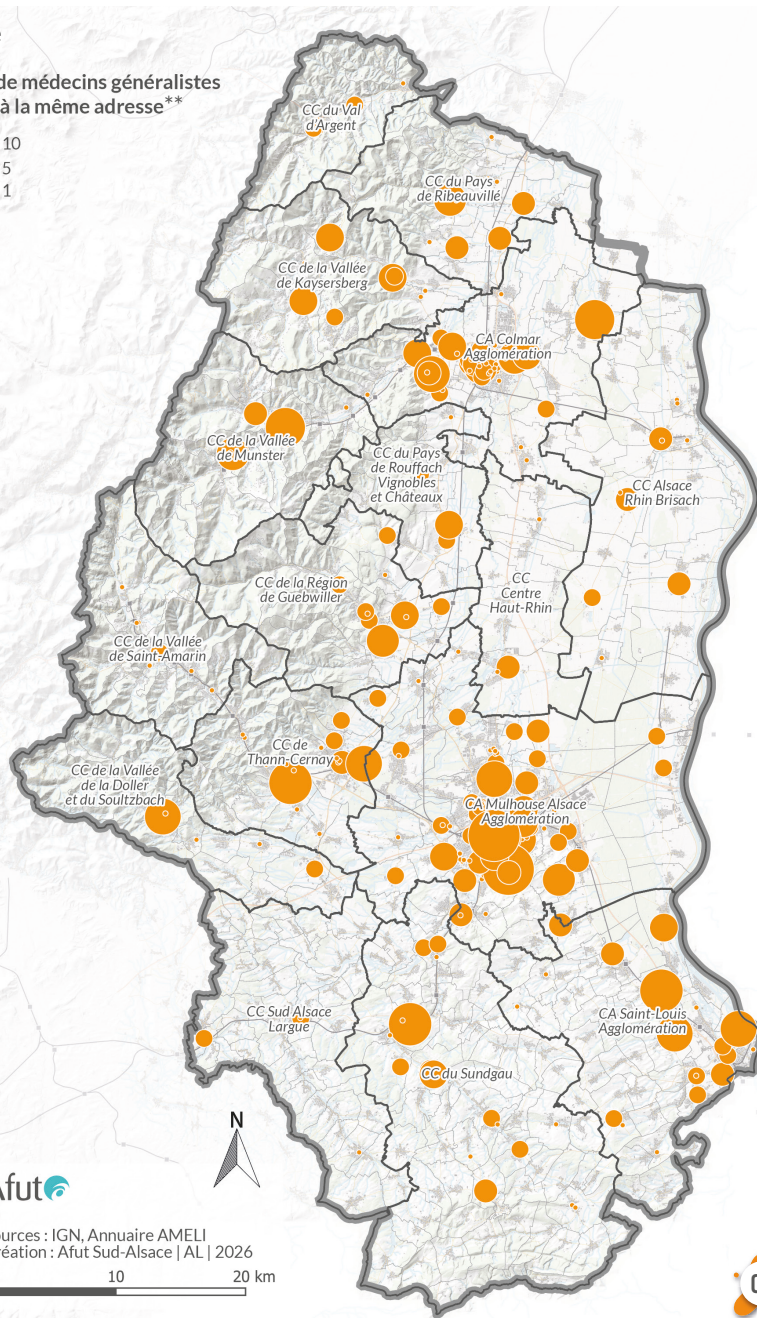 de médecins généralistes
à la même adresse**
10
5
1
CC du Val
d'Argent
CC du Pays
de Ribeauvillé
CC de la Vallée
de Kaysersberg
CA Colmar
Agglomération
CC de la Vallée
de Munster
CC du Pays
de Rouffach
Vignobles
et Châteaux
CC Alsace
Rhin Brisach
CC de la Région
de Guebwiller
CC
Centre
Haut-Rhin
CC de la Vallée
de Saint-Amarin
CC de
Thann-Cernay
CC de la Vallée
de la Doller
et du Soultzbach
CA Mulhouse Alsace
Agglomération
CC Sud Alsace
Largue
CA Saint-Louis
Agglomération
CC du Sundgau
N
Afut
urces : IGN, Annuaire AMELI
éation : Afut Sud-Alsace | AL | 2026
10
20 km